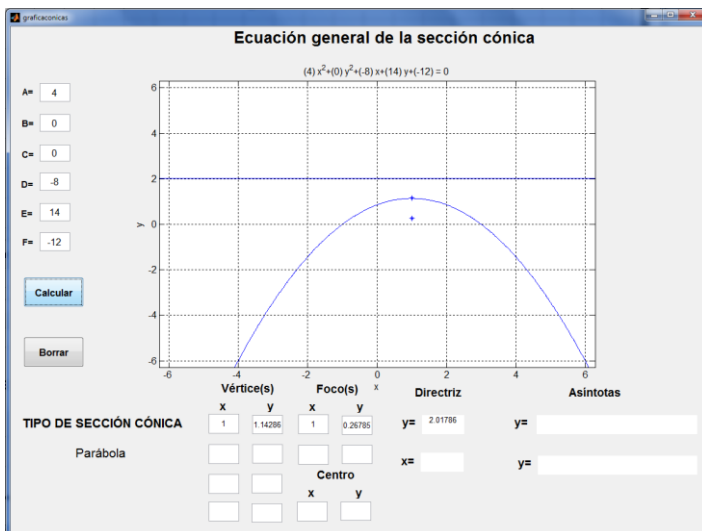 graficaconicas
Ecuación general de la sección cónica
(4) x²+(0) y²+(-8) x+(14) y+(-12) = 0
A= 4
B= 0
C= 0
D= -8
E= 14
F= -12
Calcular
Borrar
6
4
2
0
-2
-4
-6
y
-6 -4 -2 0 2 4 6
x
Vértice(s) Foco(s) Directriz Asíntotas
x y x y
TIPO DE SECCIÓN CÓNICA 1 1.14286 1 0.26785 y= 2.01786 y=
Parábola x= y=
Centro
x y